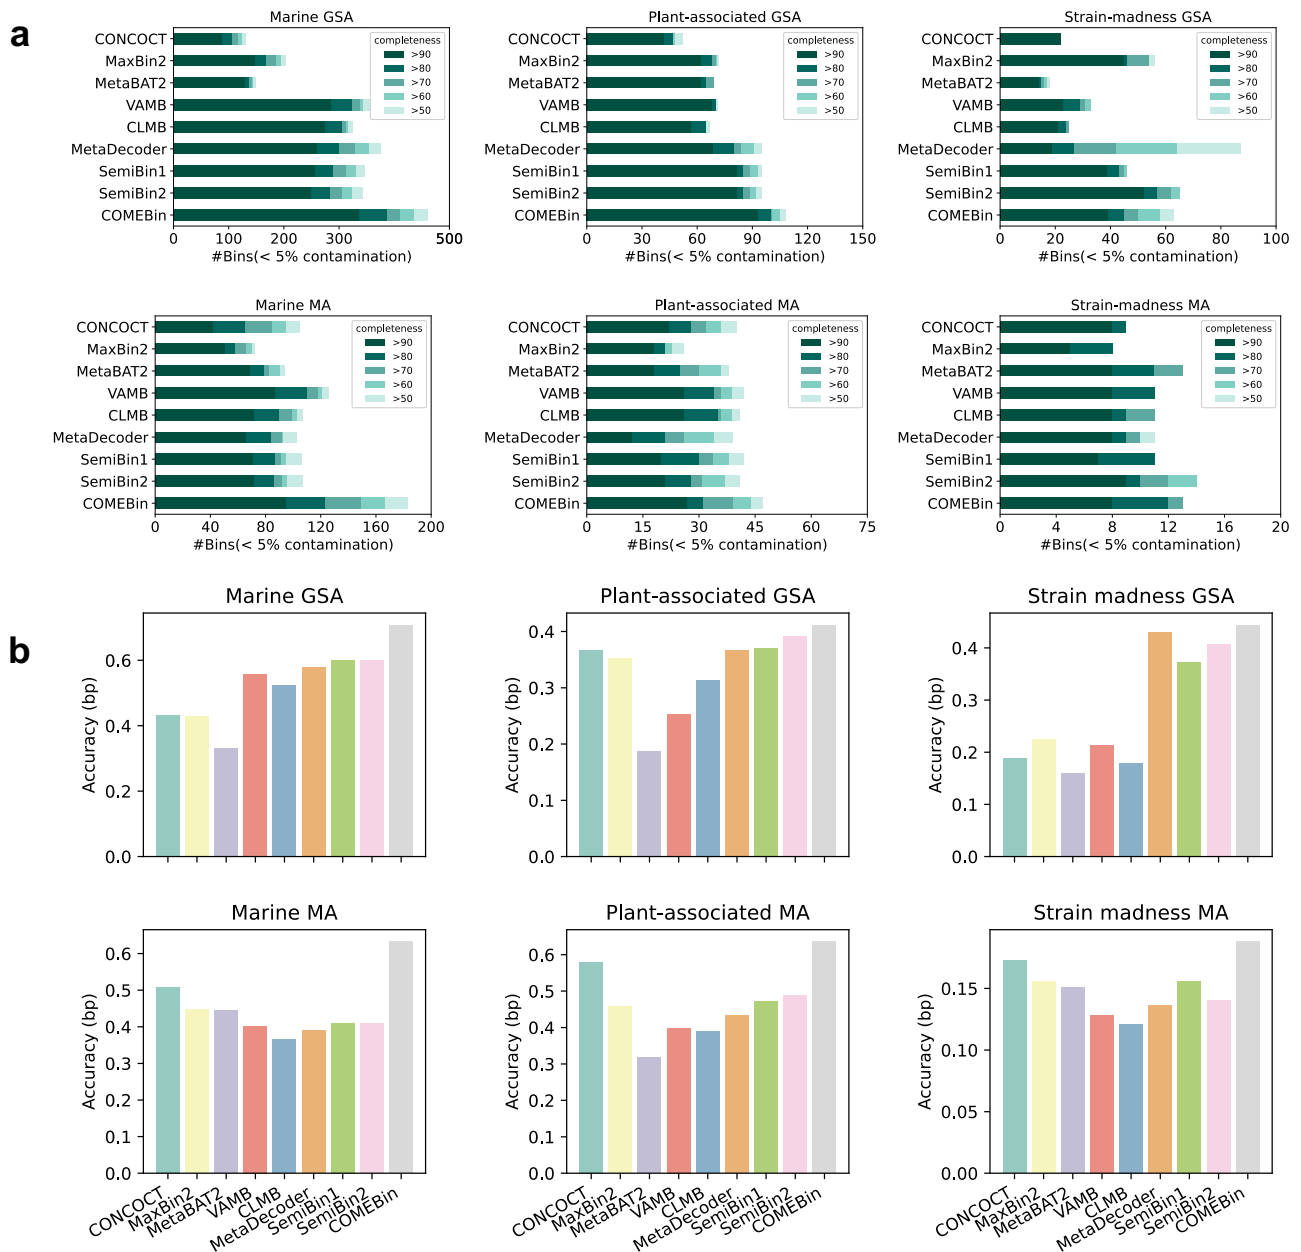 a
Marine GSA
CONCOCT
MaxBin2
MetaBAT2
VAMB
CLMB
MetaDecoder
SemiBin1
SemiBin2
COMEBin
completeness
>90
>80
>70
>60
>50
0 100 200 300 400 500
#Bins(< 5% contamination)
Plant-associated GSA
CONCOCT
MaxBin2
MetaBAT2
VAMB
CLMB
MetaDecoder
SemiBin1
SemiBin2
COMEBin
completeness
>90
>80
>70
>60
>50
0 30 60 90 120 150
#Bins(< 5% contamination)
Strain-madness GSA
CONCOCT
MaxBin2
MetaBAT2
VAMB
CLMB
MetaDecoder
SemiBin1
SemiBin2
COMEBin
completeness
>90
>80
>70
>60
>50
0 20 40 60 80 100
#Bins(< 5% contamination)
Marine MA
CONCOCT
MaxBin2
MetaBAT2
VAMB
CLMB
MetaDecoder
SemiBin1
SemiBin2
COMEBin
completeness
>90
>80
>70
>60
>50
0 40 80 120 160 200
#Bins(< 5% contamination)
Plant-associated MA
CONCOCT
MaxBin2
MetaBAT2
VAMB
CLMB
MetaDecoder
SemiBin1
SemiBin2
COMEBin
completeness
>90
>80
>70
>60
>50
0 15 30 45 60 75
#Bins(< 5% contamination)
Strain-madness MA
CONCOCT
MaxBin2
MetaBAT2
VAMB
CLMB
MetaDecoder
SemiBin1
SemiBin2
COMEBin
completeness
>90
>80
>70
>60
>50
0 4 8 12 16 20
#Bins(< 5% contamination)
b
Marine GSA
Accuracy (bp)
0.6
0.4
0.2
0.0
Plant-associated GSA
Accuracy (bp)
0.4
0.3
0.2
0.1
0.0
Strain madness GSA
Accuracy (bp)
0.4
0.3
0.2
0.1
0.0
Marine MA
Accuracy (bp)
0.6
0.5
0.4
0.3
0.2
0.1
0.0
CONCOCT
MaxBin2
MetaBAT2
VAMB
CLMB
MetaDecoder
SemiBin1
SemiBin2
COMEBin
Plant-associated MA
Accuracy (bp)
0.6
0.5
0.4
0.3
0.2
0.1
0.0
CONCOCT
MaxBin2
MetaBAT2
VAMB
CLMB
MetaDecoder
SemiBin1
SemiBin2
COMEBin
Strain madness MA
Accuracy (bp)
0.15
0.10
0.05
0.00
CONCOCT
MaxBin2
MetaBAT2
VAMB
CLMB
MetaDecoder
SemiBin1
SemiBin2
COMEBin